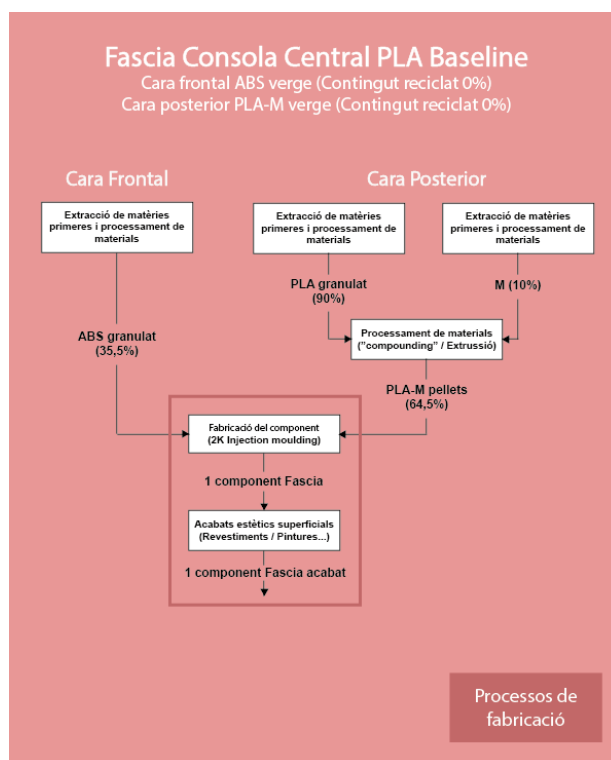 Fascia Consola Central PLA Baseline
Cara frontal ABS verge (Contingut reciclat 0%)
Cara posterior PLA-M verge (Contingut reciclat 0%)
Cara Frontal
Cara Posterior
Extracció de matèries
primeres i processament de
materials
Extracció de matèries
primeres i processament de
materials
Extracció de matèries
primeres i processament de
materials
PLA granulat
(90%)
M (10%)
ABS granulat
(35,5%)
Processament de materials
("compounding" / Extrussió)
PLA-M pellets
(64,5%)
Fabricació del component
(2K Injection moulding)
1 component Fascia
Acabats estètics superficials
(Revestiments / Pintures...)
1 component Fascia acabat
Processos de
fabricació